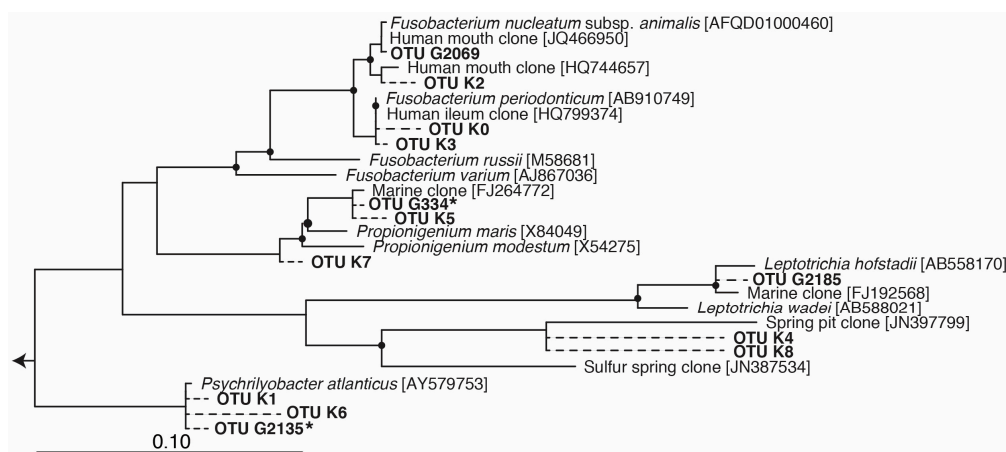 Fusobacterium nucleatum subsp. animalis [AFQD01000460]
Human mouth clone [JQ466950]
OTU G2069
Human mouth clone [HQ744657]
OTU K2
Fusobacterium periodonticum [AB910749]
Human ileum clone [HQ799374]
OTU K0
OTU K3
Fusobacterium russii [M58681]
Fusobacterium varium [AJ867036]
Marine clone [FJ264772]
OTU G334*
OTU K5
Propionigenium maris [X84049]
Propionigenium modestum [X54275]
OTU K7
Leptotrichia hofstadii [AB558170]
OTU G2185
Marine clone [FJ192568]
Leptotrichia wadei [AB588021]
Spring pit clone [JN397799]
OTU K4
OTU K8
Sulfur spring clone [JN387534]
Psychrilyobacter atlanticus [AY579753]
OTU K1
OTU K6
OTU G2135*
0.10